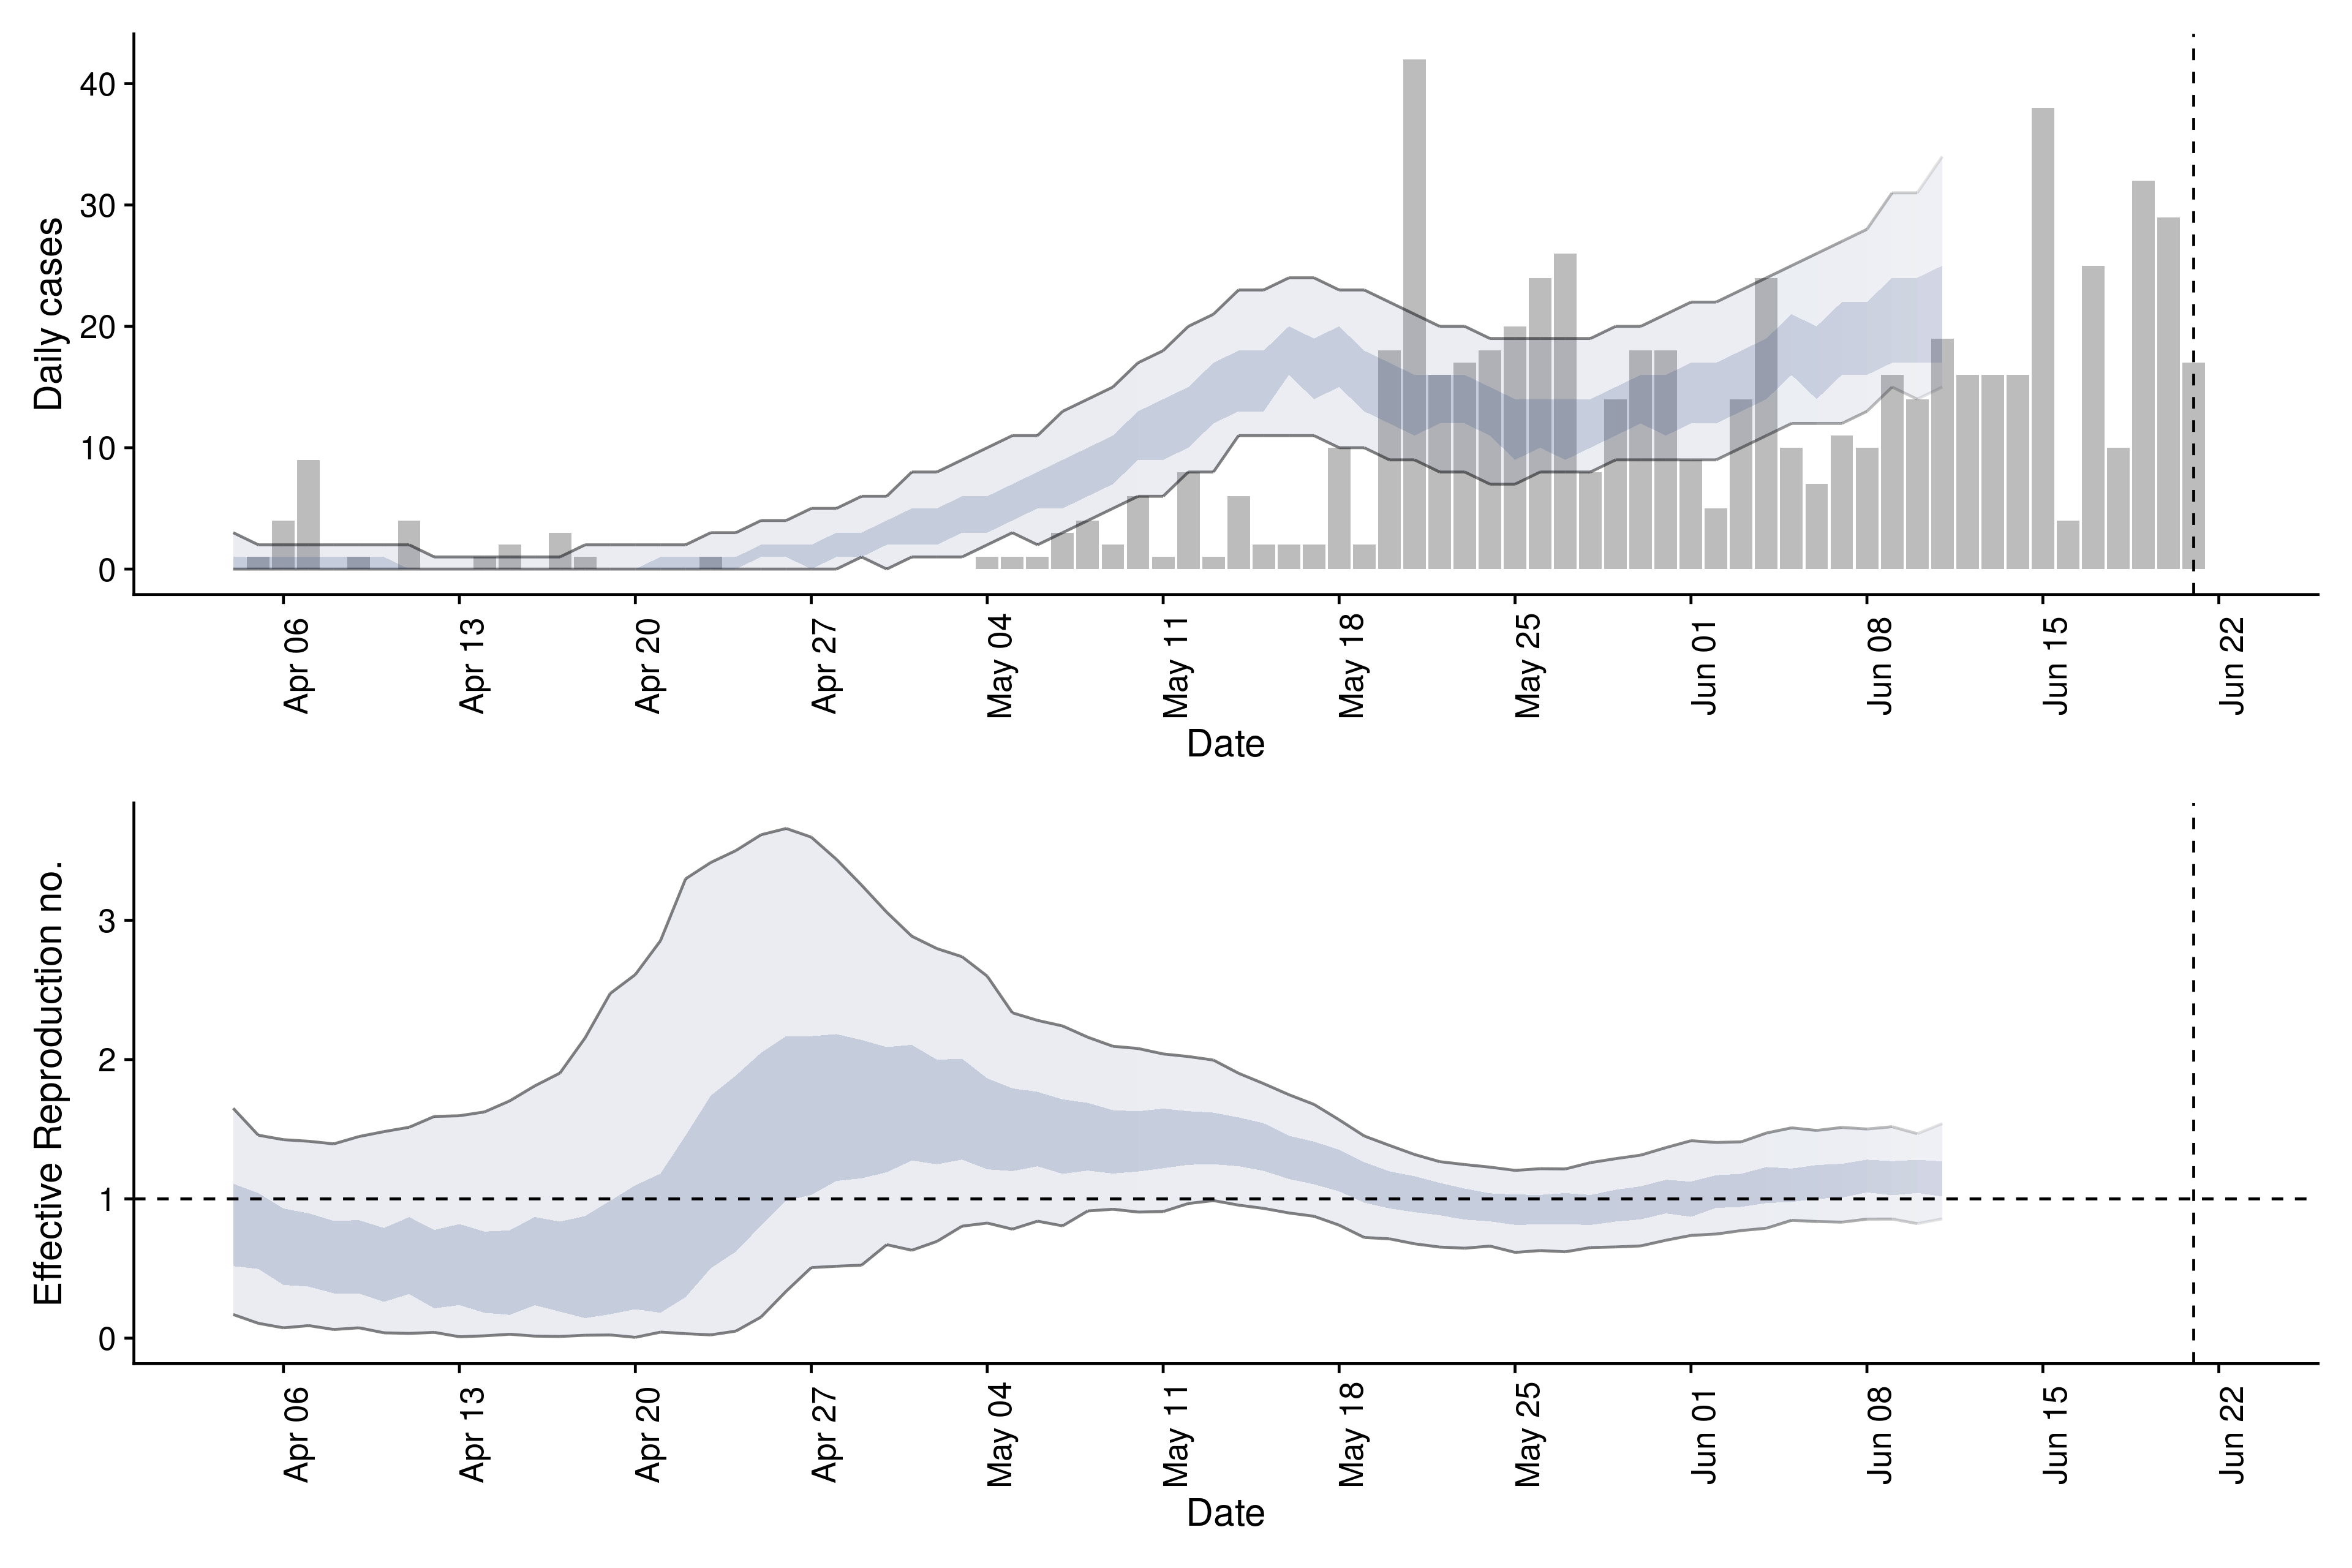 Daily cases
40
30
20
10
0
Apr 06
Apr 13
Apr 20
Apr 27
May 04
May 11
May 18
May 25
Jun 01
Jun 08
Jun 15
Jun 22
Date
Effective Reproduction no.
3
2
1
0
Apr 06
Apr 13
Apr 20
Apr 27
May 04
May 11
May 18
May 25
Jun 01
Jun 08
Jun 15
Jun 22
Date